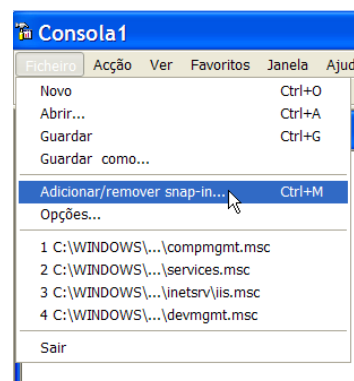 Consola1
Ficheiro Acção Ver Favoritos Janela Ajud
Novo Ctrl+O
Abrir... Ctrl+A
Guardar Ctrl+G
Guardar como...
Adicionar/remover snap-in... Ctrl+M
Opções...
1 C:\WINDOWS\...\compmgmt.msc
2 C:\WINDOWS\...\services.msc
3 C:\WINDOWS\...\inetsrv\iis.msc
4 C:\WINDOWS\...\devmgmt.msc
Sair